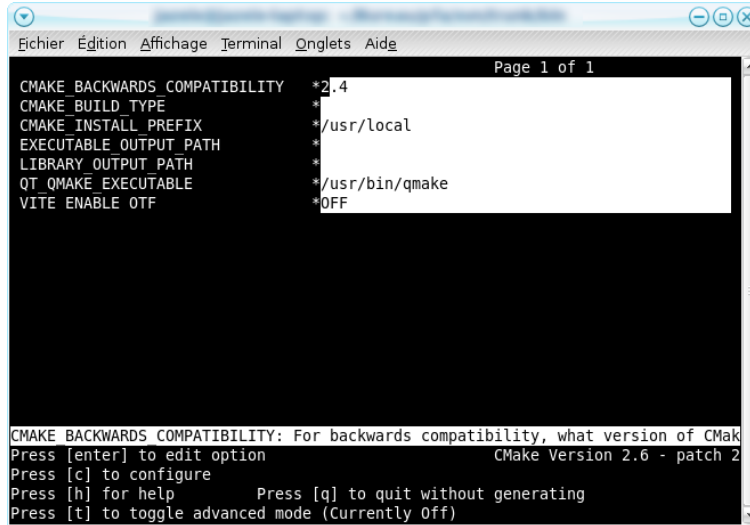 Fichier Édition Affichage Terminal Onglets Aide
Page 1 of 1
CMAKE_BACKWARDS_COMPATIBILITY *2.4
CMAKE_BUILD_TYPE *
CMAKE_INSTALL_PREFIX */usr/local
EXECUTABLE_OUTPUT_PATH *
LIBRARY_OUTPUT_PATH *
QT_QMAKE_EXECUTABLE */usr/bin/qmake
VITE ENABLE OTF *OFF
CMAKE_BACKWARDS_COMPATIBILITY: For backwards compatibility, what version of CMak
Press [enter] to edit option CMake Version 2.6 - patch 2
Press [c] to configure
Press [h] for help Press [q] to quit without generating
Press [t] to toggle advanced mode (Currently Off)